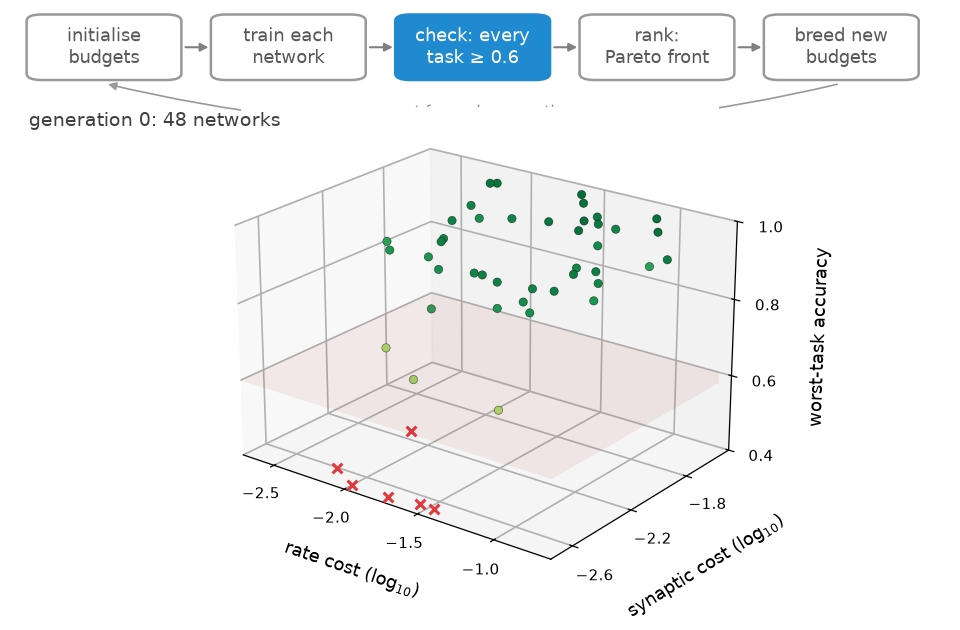 initialise
budgets
train each
network
check: every
task ≥ 0.6
rank:
Pareto front
breed new
budgets
generation 0: 48 networks
1.0
0.8
0.6
0.4
worst-task accuracy
−2.5
−2.0
−1.5
−1.0
rate cost (log₁₀)
−1.8
−2.2
−2.6
synaptic cost (log₁₀)